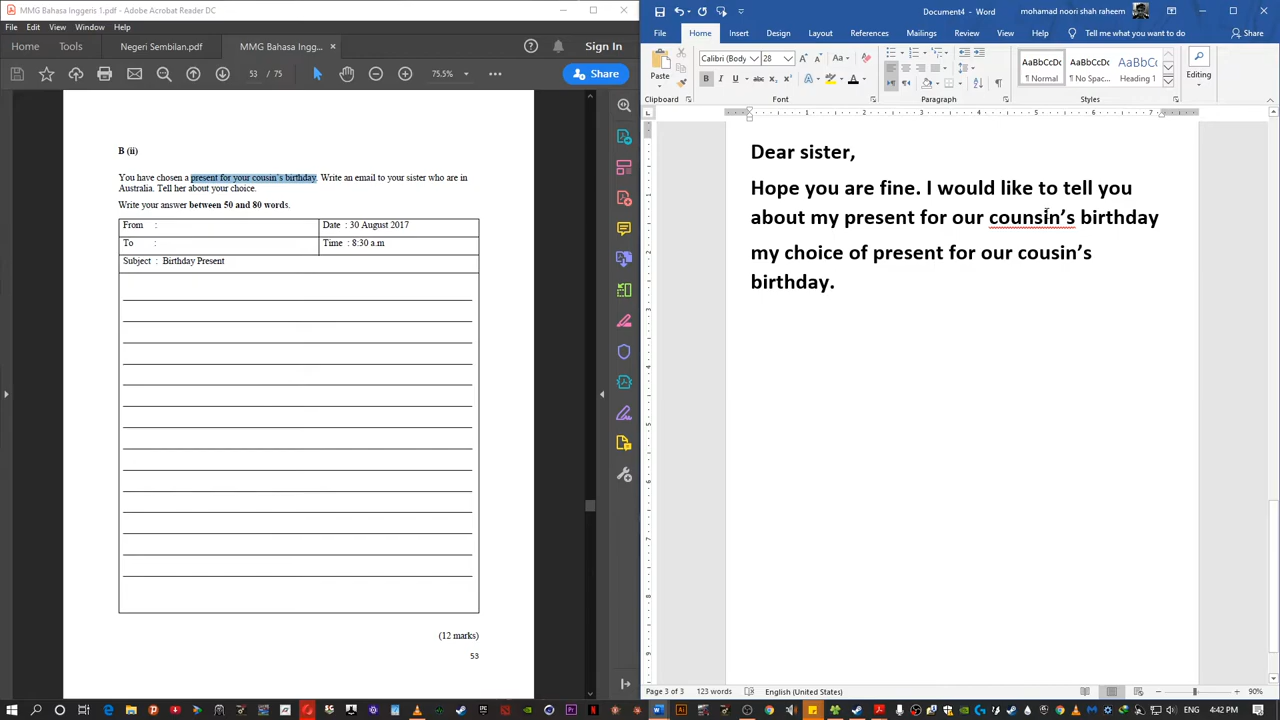 MMG Bahasa Inggeris 1.pdf - Adobe Acrobat Reader DC
File Edit View Window Help
Home Tools Negeri Sembilan.pdf MMG Bahasa Ingg... × Sign In
/ 75 75.5% Share
B (ii)
You have chosen a present for your cousin's birthday. Write an email to your sister who are in
Australia. Tell her about your choice.
Write your answer between 50 and 80 words.
From : Date : 30 August 2017
To : Time : 8:30 a.m
Subject : Birthday Present
(12 marks)
53
Document4 - Word mohamad noori shah raheem
File Home Insert Design Layout References Mailings Review View Help Tell me what you want to do Share
Paste Calibri (Body) 28 Editing
AaBbCcDc AaBbCcDc AaBbCc
¶ Normal ¶ No Spac... Heading 1
Clipboard Font Paragraph Styles
Dear sister,
Hope you are fine. I would like to tell you
about my present for our counsin's birthday
my choice of present for our cousin's
birthday.
Page 3 of 3 123 words English (United States) 90%
ENG 4:42 PM